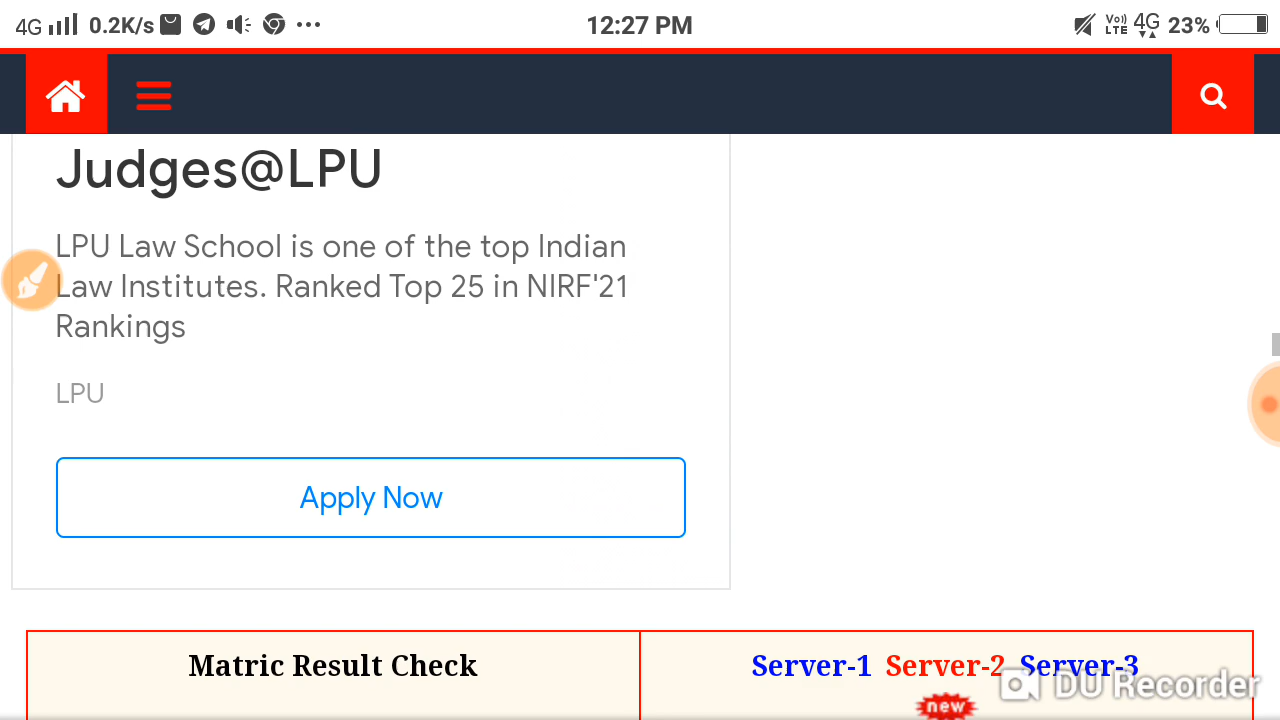 4G 0.2K/s 12:27 PM Vo)) LTE 4G 23%
Judges@LPU
LPU Law School is one of the top Indian
Law Institutes. Ranked Top 25 in NIRF'21
Rankings
LPU
Apply Now
Matric Result Check
Server-1 Server-2 Server-3
new
DU Recorder